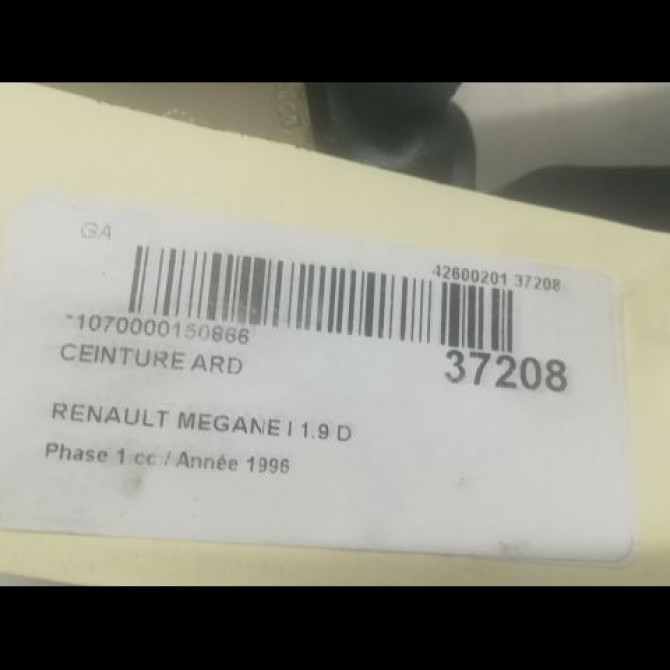 GA
42600201 37208
*1070000150866
37208
CEINTURE ARD
RENAULT MEGANE I 1.9 D
Phase 1 cc / Année 1996